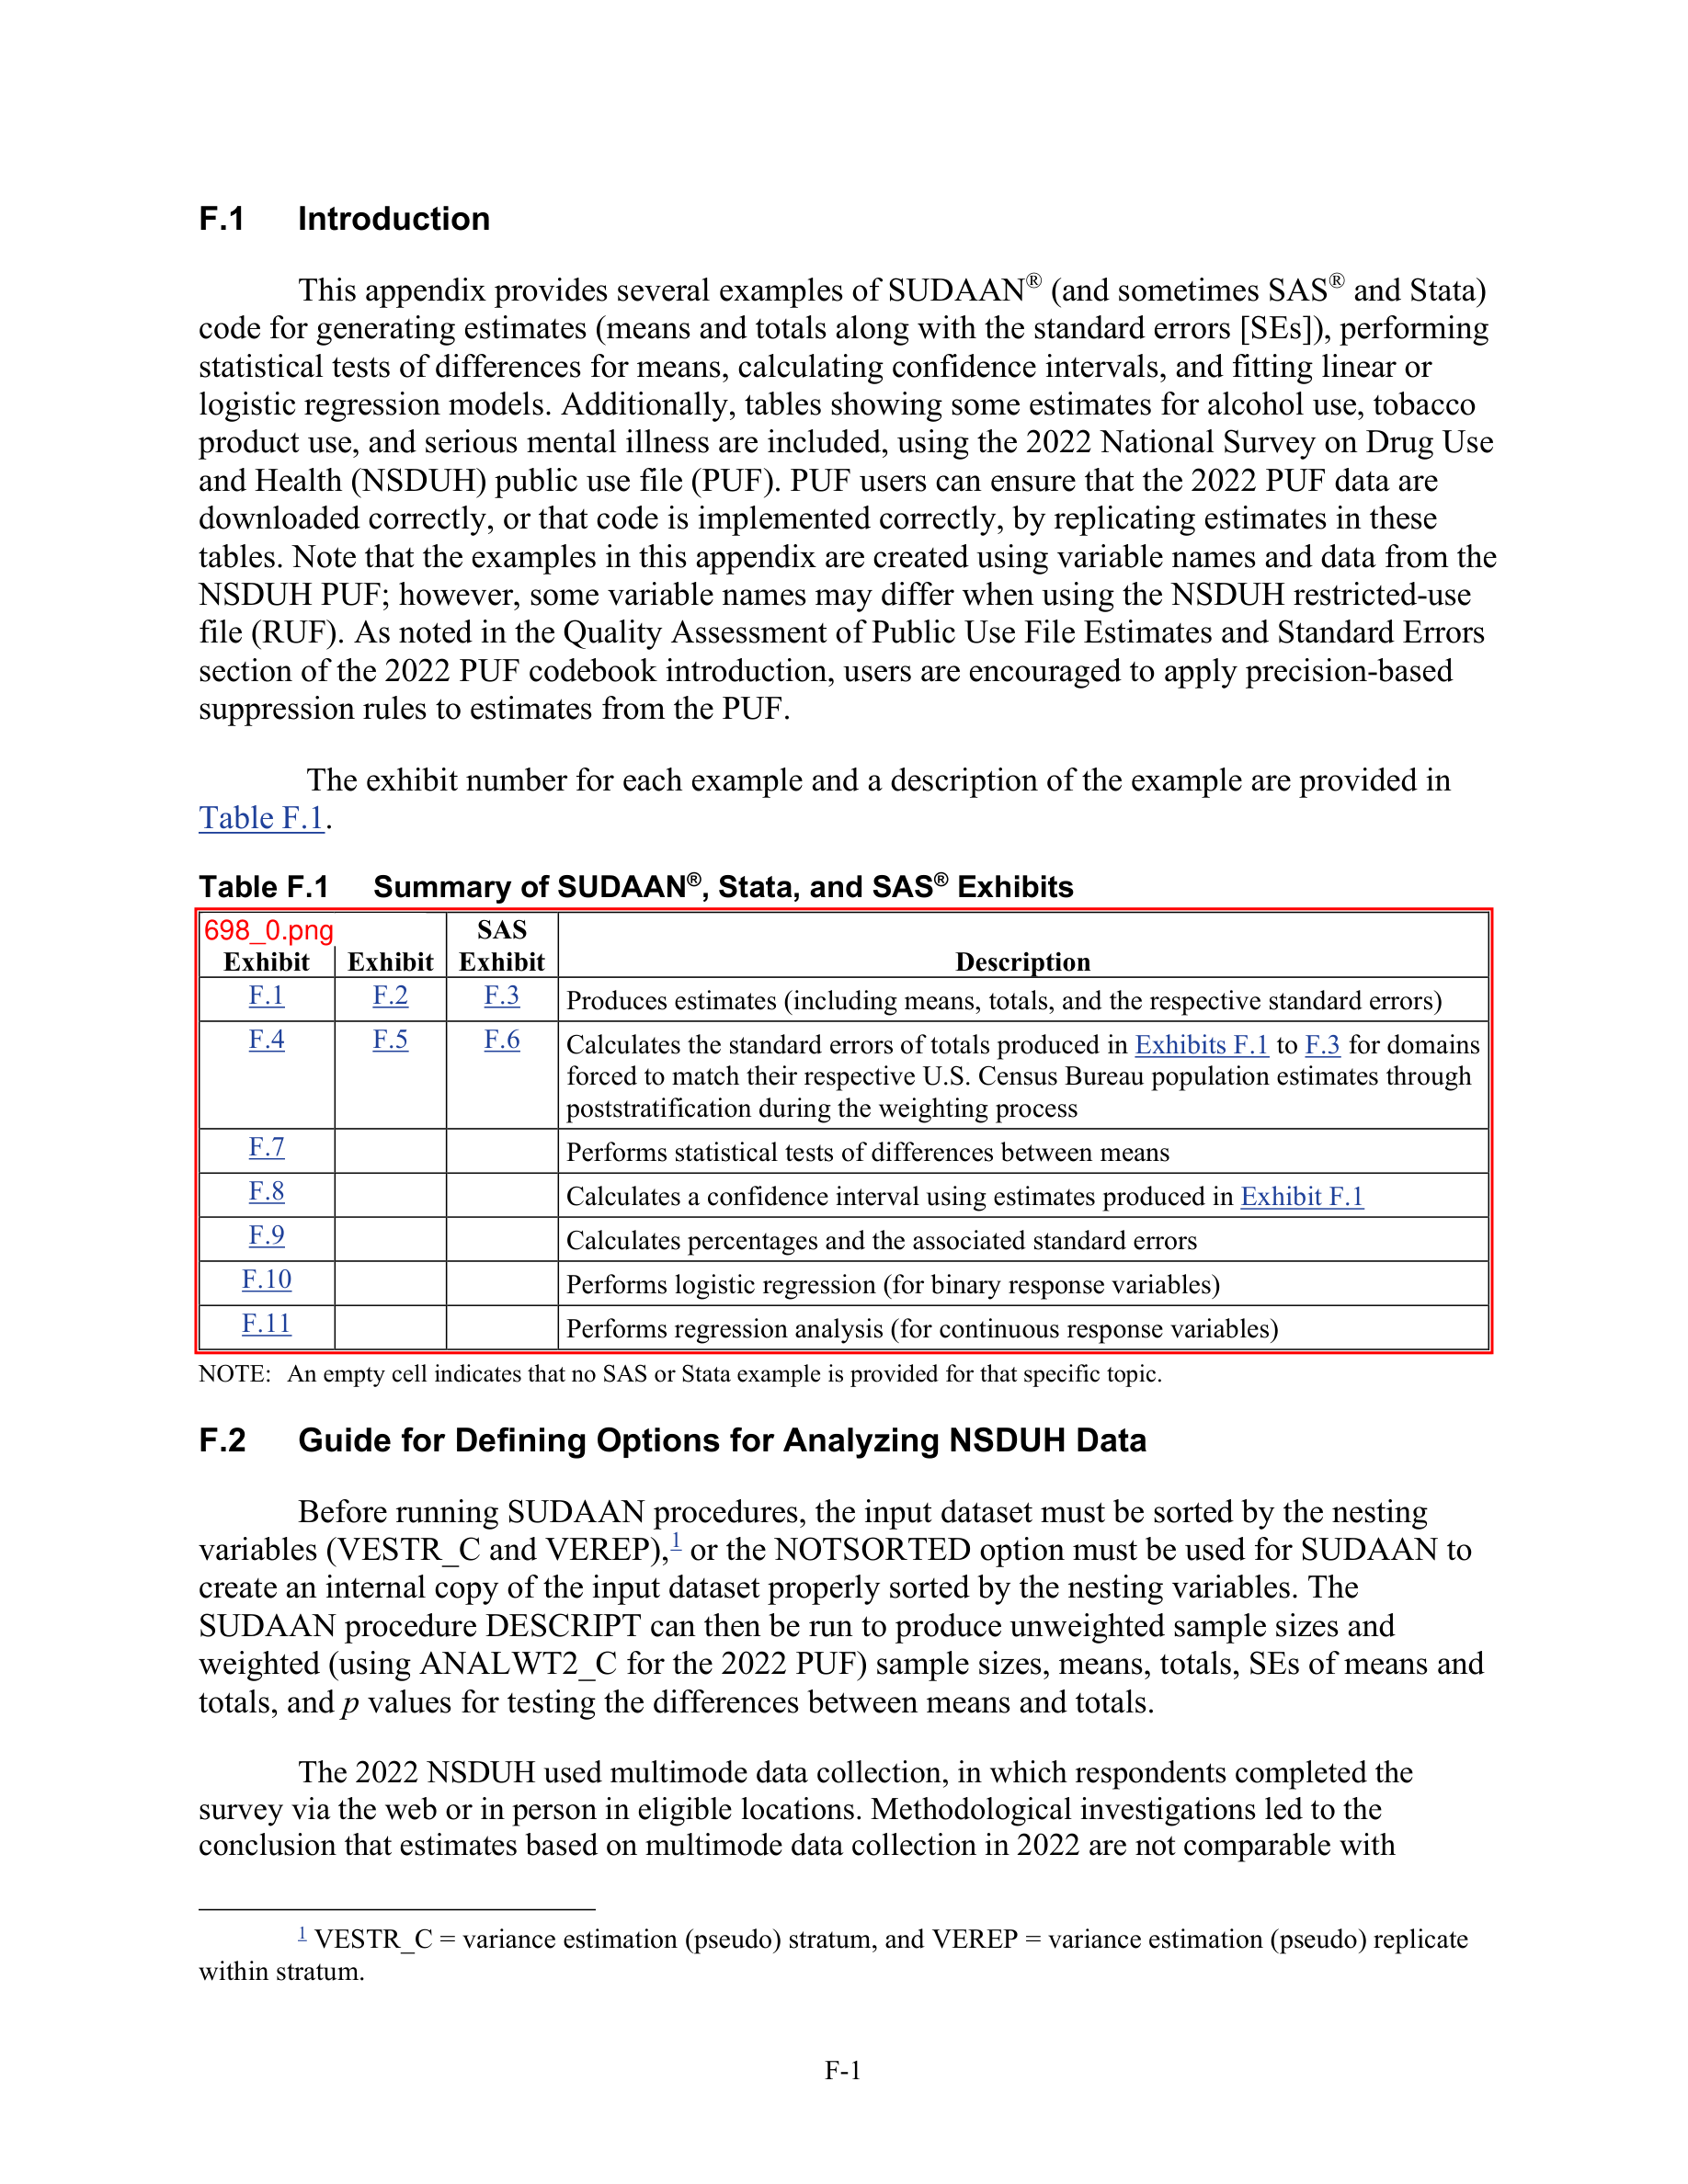 F.1 Introduction
This appendix provides several examples of SUDAAN® (and sometimes SAS® and Stata)
code for generating estimates (means and totals along with the standard errors [SEs]), performing
statistical tests of differences for means, calculating confidence intervals, and fitting linear or
logistic regression models. Additionally, tables showing some estimates for alcohol use, tobacco
product use, and serious mental illness are included, using the 2022 National Survey on Drug Use
and Health (NSDUH) public use file (PUF). PUF users can ensure that the 2022 PUF data are
downloaded correctly, or that code is implemented correctly, by replicating estimates in these
tables. Note that the examples in this appendix are created using variable names and data from the
NSDUH PUF; however, some variable names may differ when using the NSDUH restricted-use
file (RUF). As noted in the Quality Assessment of Public Use File Estimates and Standard Errors
section of the 2022 PUF codebook introduction, users are encouraged to apply precision-based
suppression rules to estimates from the PUF.
The exhibit number for each example and a description of the example are provided in
Table F.1.
Table F.1 Summary of SUDAAN®, Stata, and SAS® Exhibits
698_0.png SAS
Exhibit Exhibit Exhibit Description
F.1 F.2 F.3 Produces estimates (including means, totals, and the respective standard errors)
F.4 F.5 F.6 Calculates the standard errors of totals produced in Exhibits F.1 to F.3 for domains
forced to match their respective U.S. Census Bureau population estimates through
poststratification during the weighting process
F.7 Performs statistical tests of differences between means
F.8 Calculates a confidence interval using estimates produced in Exhibit F.1
F.9 Calculates percentages and the associated standard errors
F.10 Performs logistic regression (for binary response variables)
F.11 Performs regression analysis (for continuous response variables)
NOTE: An empty cell indicates that no SAS or Stata example is provided for that specific topic.
F.2 Guide for Defining Options for Analyzing NSDUH Data
Before running SUDAAN procedures, the input dataset must be sorted by the nesting
variables (VESTR_C and VEREP),1 or the NOTSORTED option must be used for SUDAAN to
create an internal copy of the input dataset properly sorted by the nesting variables. The
SUDAAN procedure DESCRIPT can then be run to produce unweighted sample sizes and
weighted (using ANALWT2_C for the 2022 PUF) sample sizes, means, totals, SEs of means and
totals, and p values for testing the differences between means and totals.
The 2022 NSDUH used multimode data collection, in which respondents completed the
survey via the web or in person in eligible locations. Methodological investigations led to the
conclusion that estimates based on multimode data collection in 2022 are not comparable with
1 VESTR_C = variance estimation (pseudo) stratum, and VEREP = variance estimation (pseudo) replicate
within stratum.
F-1